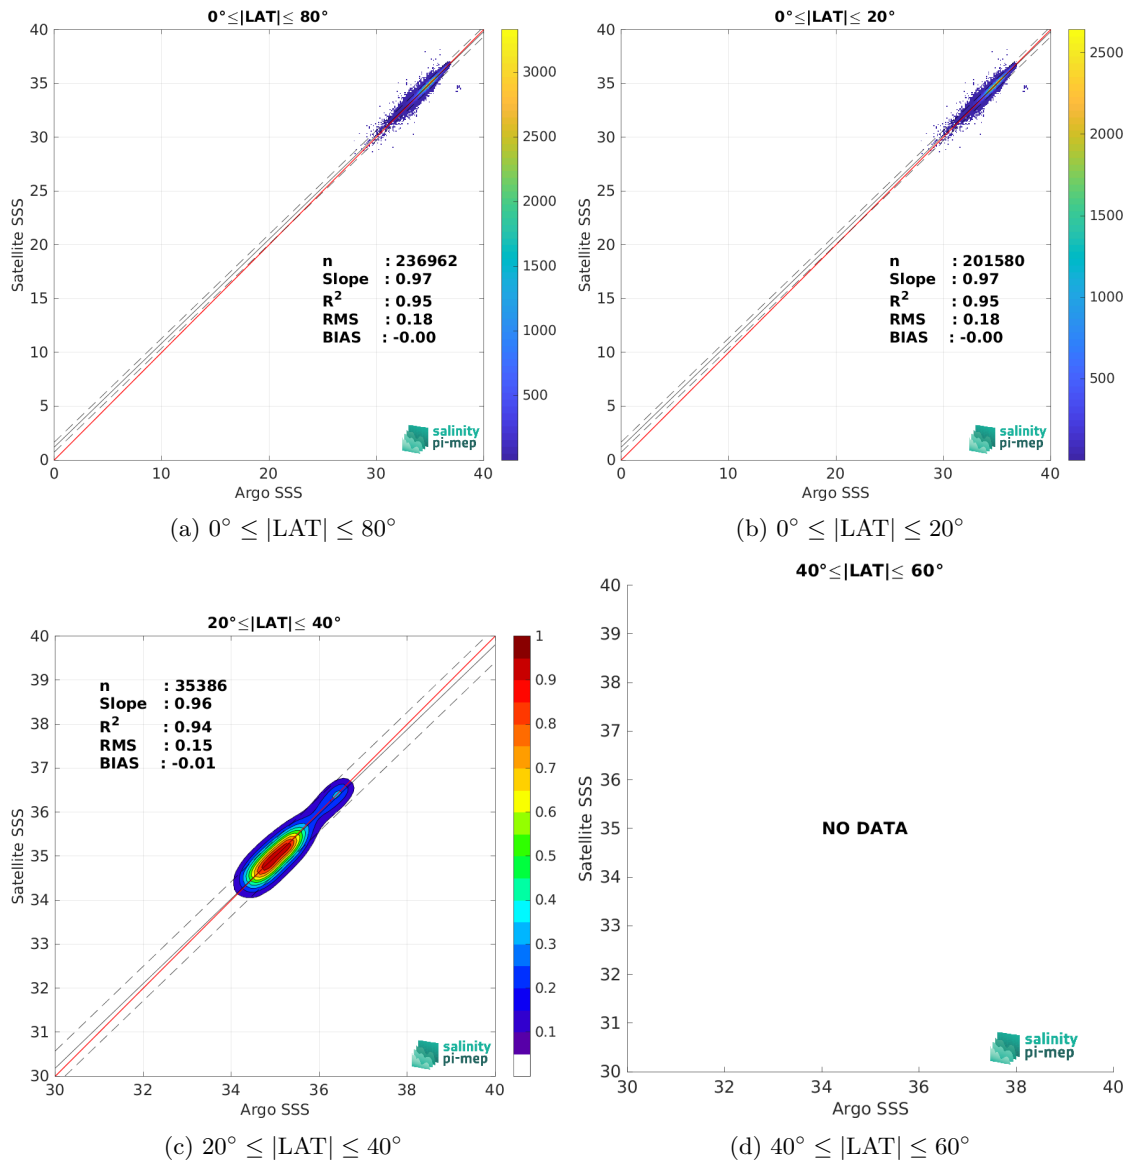 0°≤|LAT|≤ 80°
40
35
30
25
20
15
10
5
0
0
10
20
30
40
Satellite SSS
Argo SSS
n : 236962
Slope : 0.97
R² : 0.95
RMS : 0.18
BIAS : -0.00
salinity
pi-mep
3000
2500
2000
1500
1000
500
(a) 0° ≤ |LAT| ≤ 80°
0°≤|LAT|≤ 20°
40
35
30
25
20
15
10
5
0
0
10
20
30
40
Satellite SSS
Argo SSS
n : 201580
Slope : 0.97
R² : 0.95
RMS : 0.18
BIAS : -0.00
salinity
pi-mep
2500
2000
1500
1000
500
(b) 0° ≤ |LAT| ≤ 20°
20°≤|LAT|≤ 40°
40
39
38
37
36
35
34
33
32
31
30
30
32
34
36
38
40
Satellite SSS
Argo SSS
n : 35386
Slope : 0.96
R² : 0.94
RMS : 0.15
BIAS : -0.01
salinity
pi-mep
1
0.9
0.8
0.7
0.6
0.5
0.4
0.3
0.2
0.1
(c) 20° ≤ |LAT| ≤ 40°
40°≤|LAT|≤ 60°
40
39
38
37
36
35
34
33
32
31
30
30
32
34
36
38
40
Satellite SSS
Argo SSS
NO DATA
salinity
pi-mep
(d) 40° ≤ |LAT| ≤ 60°